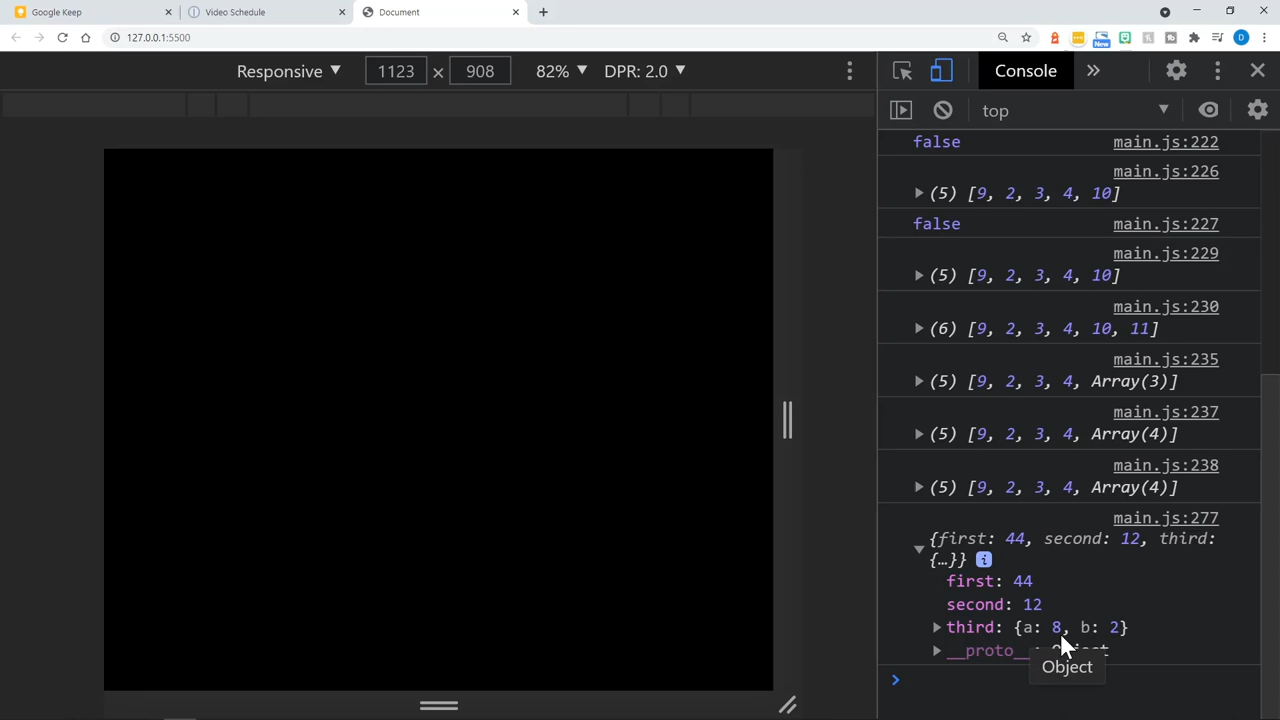 Google Keep
Video Schedule
Document
127.0.0.1:5500
New
D
Responsive ▼ 1123 × 908 82% ▼ DPR: 2.0 ▼
Console
top
false main.js:222
main.js:226
(5) [9, 2, 3, 4, 10]
false main.js:227
main.js:229
(5) [9, 2, 3, 4, 10]
main.js:230
(6) [9, 2, 3, 4, 10, 11]
main.js:235
(5) [9, 2, 3, 4, Array(3)]
main.js:237
(5) [9, 2, 3, 4, Array(4)]
main.js:238
(5) [9, 2, 3, 4, Array(4)]
main.js:277
{first: 44, second: 12, third:
{…}} i
first: 44
second: 12
third: {a: 8, b: 2}
__proto__: Object
Object